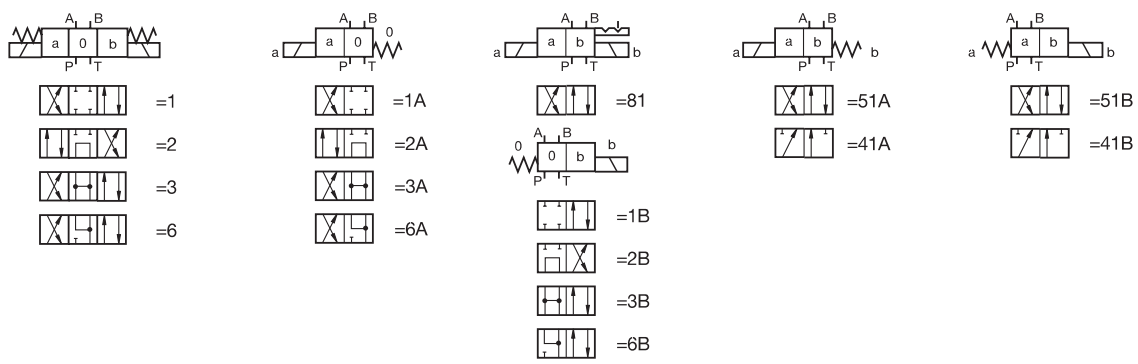 A B
a 0 b
P T
=1
=2
=3
=6
A B
0
a 0
a
P T
=1A
=2A
=3A
=6A
A B
a b
a b
P T
=81
A B
0 b
0 b
P T
=1B
=2B
=3B
=6B
A B
a b
a b
P T
=51A
=41A
A B
a b
a b
P T
=51B
=41B